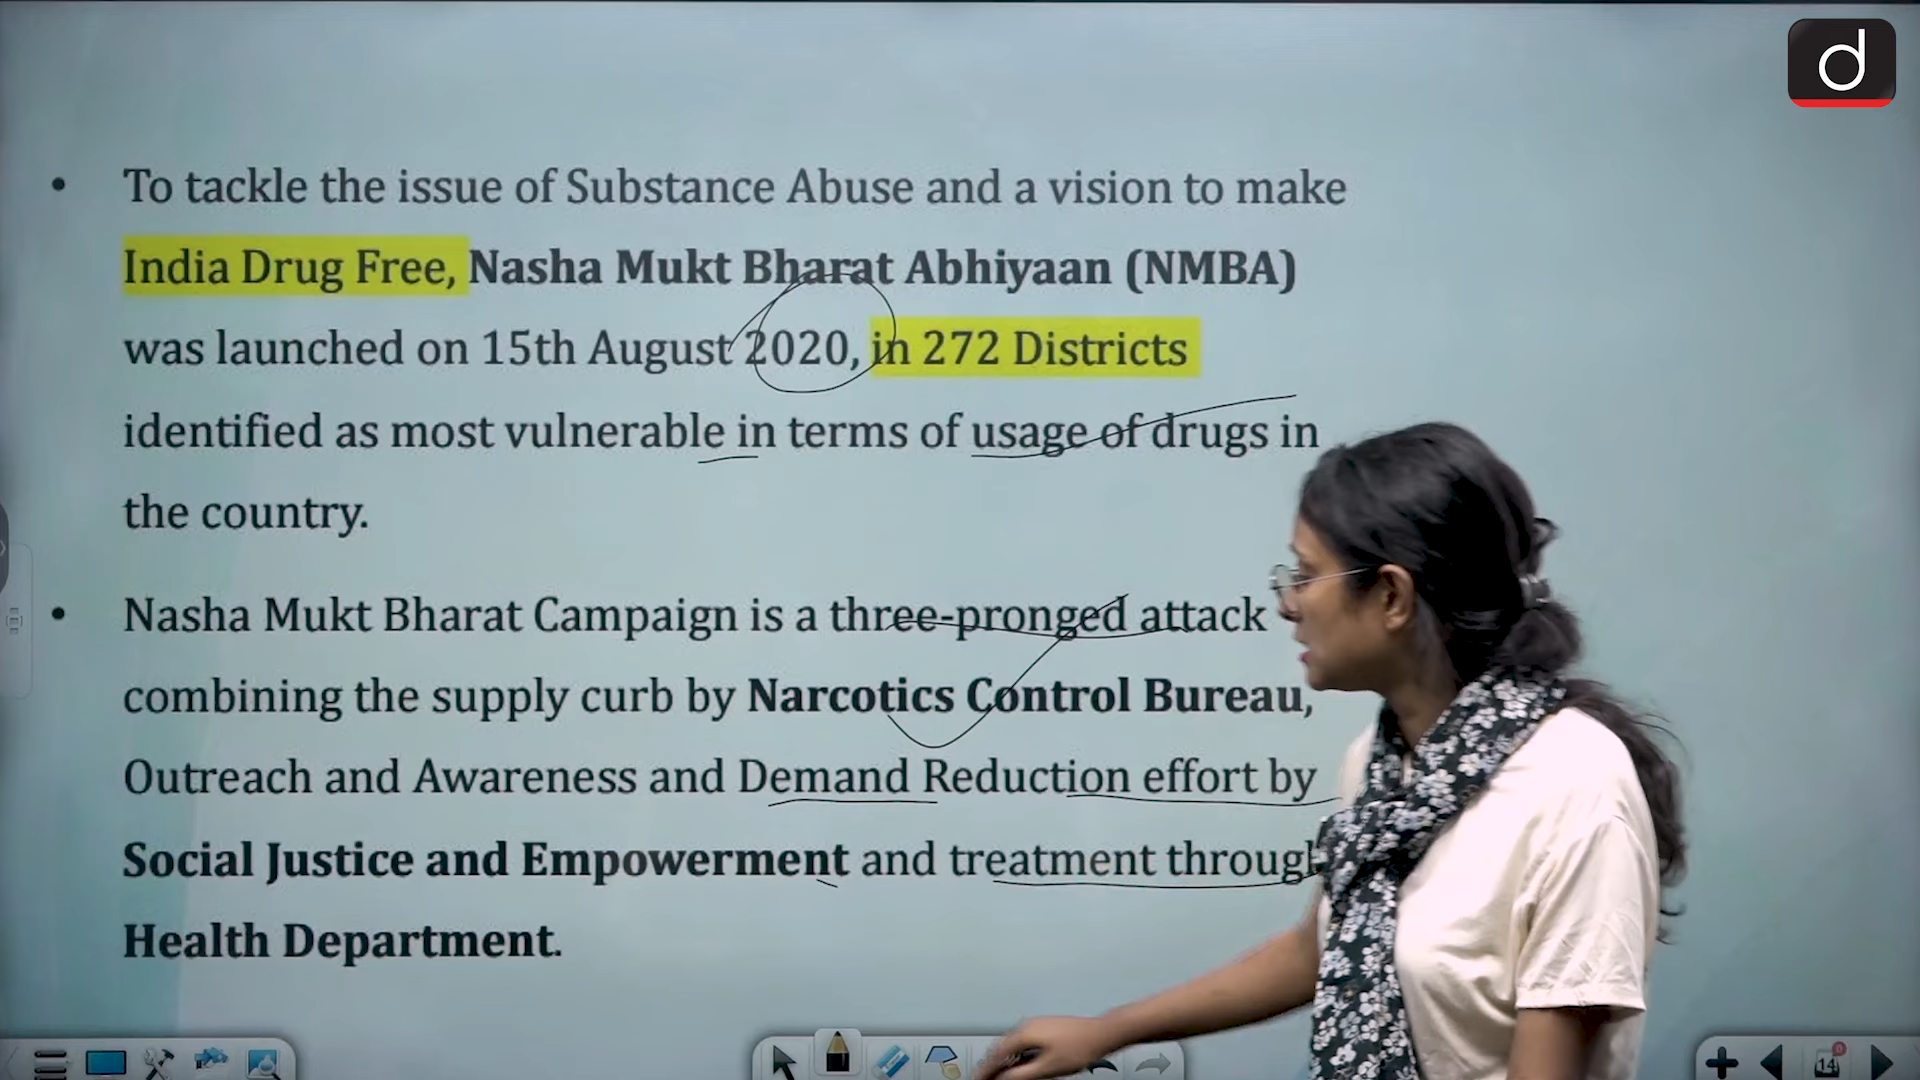 d
• To tackle the issue of Substance Abuse and a vision to make
India Drug Free, Nasha Mukt Bharat Abhiyaan (NMBA)
was launched on 15th August 2020, in 272 Districts
identified as most vulnerable in terms of usage of drugs in
the country.
• Nasha Mukt Bharat Campaign is a three-pronged attack
combining the supply curb by Narcotics Control Bureau,
Outreach and Awareness and Demand Reduction effort by
Social Justice and Empowerment and treatment through
Health Department.
14